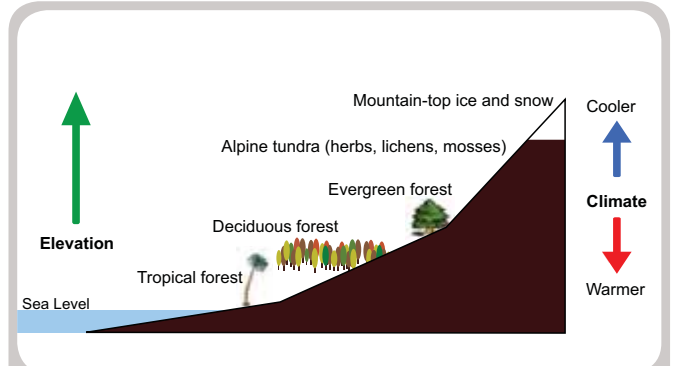 Mountain-top ice and snow
Cooler
Alpine tundra (herbs, lichens, mosses)
Evergreen forest
Climate
Deciduous forest
Elevation
Tropical forest
Warmer
Sea Level